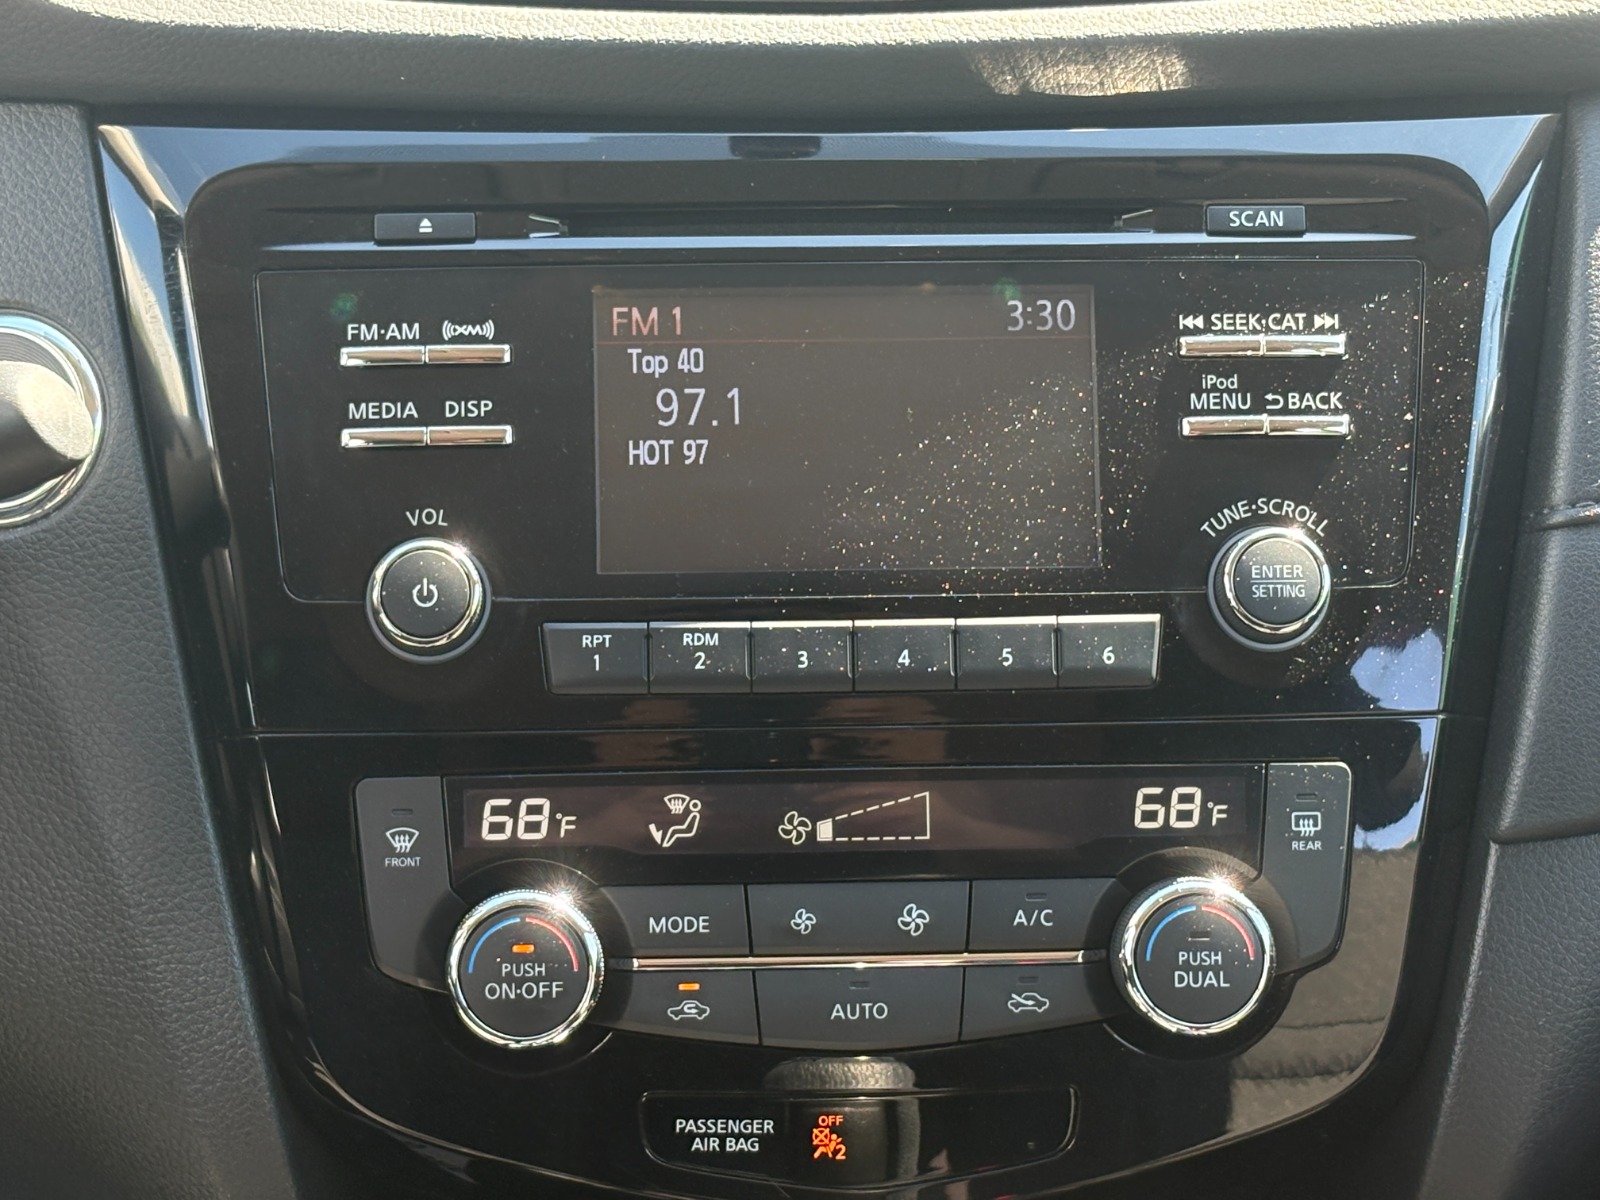 SCAN
FM·AM
((XM))
MEDIA
DISP
VOL
FM 1
3:30
Top 40
97.1
HOT 97
SEEK·CAT
iPod
MENU
BACK
TUNE·SCROLL
ENTER
SETTING
RPT
1
RDM
2
3
4
5
6
FRONT
68°F
68°F
REAR
PUSH
ON·OFF
MODE
A/C
PUSH
DUAL
AUTO
PASSENGER
AIR BAG
OFF
2